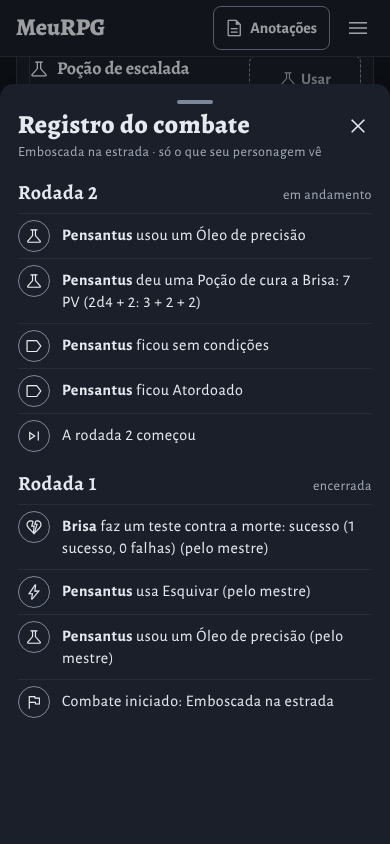 MeuRPG
Anotações
Poção de escalada
Usar
Registro do combate
Emboscada na estrada · só o que seu personagem vê
Rodada 2
em andamento
Pensantus usou um Óleo de precisão
Pensantus deu uma Poção de cura a Brisa: 7
PV (2d4 + 2: 3 + 2 + 2)
Pensantus ficou sem condições
Pensantus ficou Atordoado
A rodada 2 começou
Rodada 1
encerrada
Brisa faz um teste contra a morte: sucesso (1
sucesso, 0 falhas) (pelo mestre)
Pensantus usa Esquivar (pelo mestre)
Pensantus usou um Óleo de precisão (pelo
mestre)
Combate iniciado: Emboscada na estrada